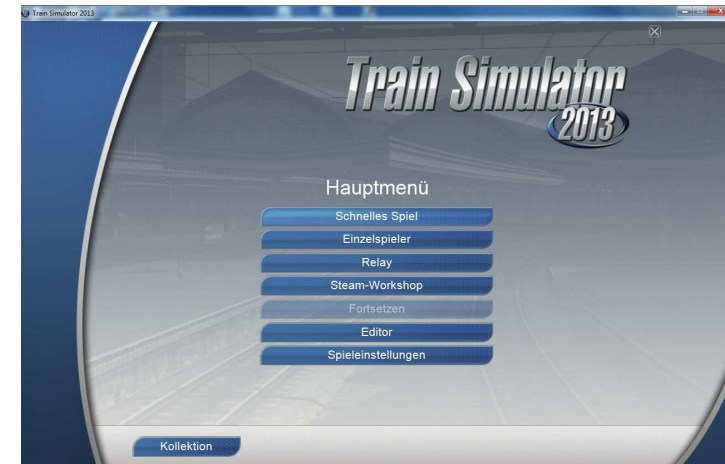 Train Simulator 2013
Train Simulator
2013
Hauptmenü
Schnelles Spiel
Einzelspieler
Relay
Steam-Workshop
Fortsetzen
Editor
Spieleinstellungen
Kollektion